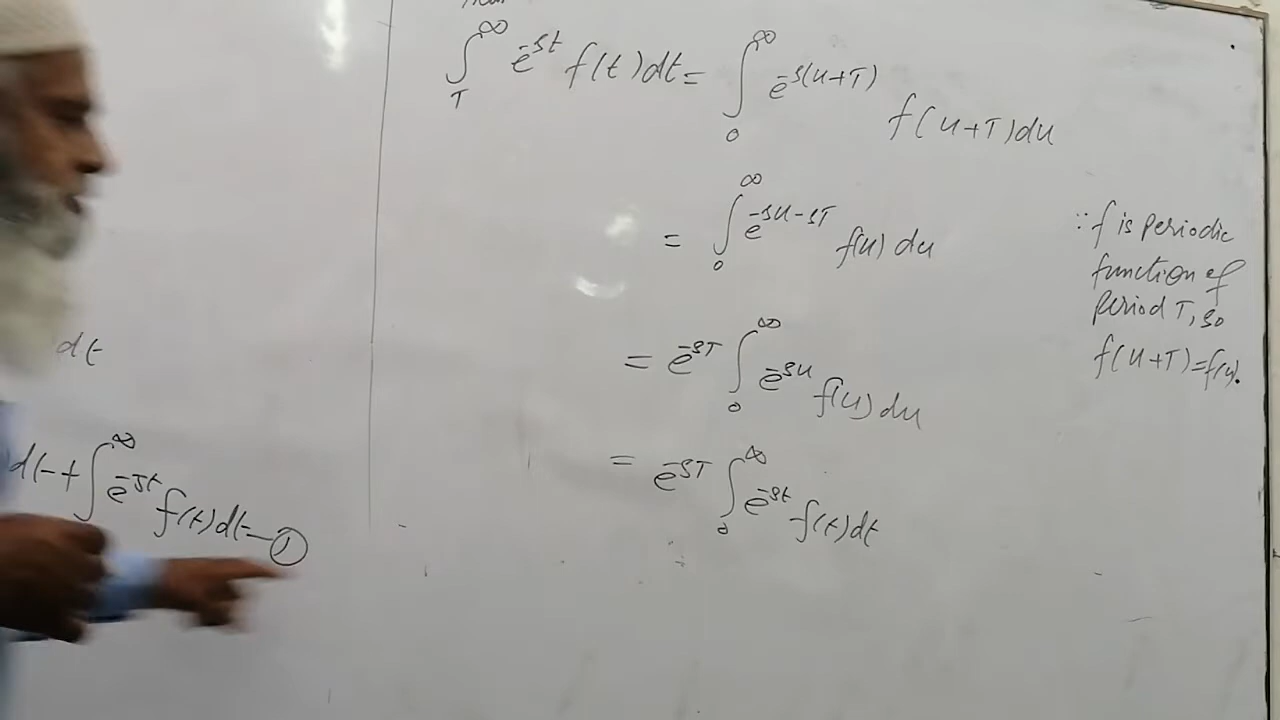 dt
dt + ∫ ∞ e^{-st} f(t)dt — ①
∫_T^∞ e^{-st} f(t)dt = ∫_0^∞ e^{-s(u+T)} f(u+T)du
= ∫_0^∞ e^{-su-sT} f(u) du
= e^{-sT} ∫_0^∞ e^{-su} f(u) du
= e^{-sT} ∫_0^∞ e^{-st} f(t)dt
∵ f is periodic
function of
period T, so
f(u+T)=f(u).